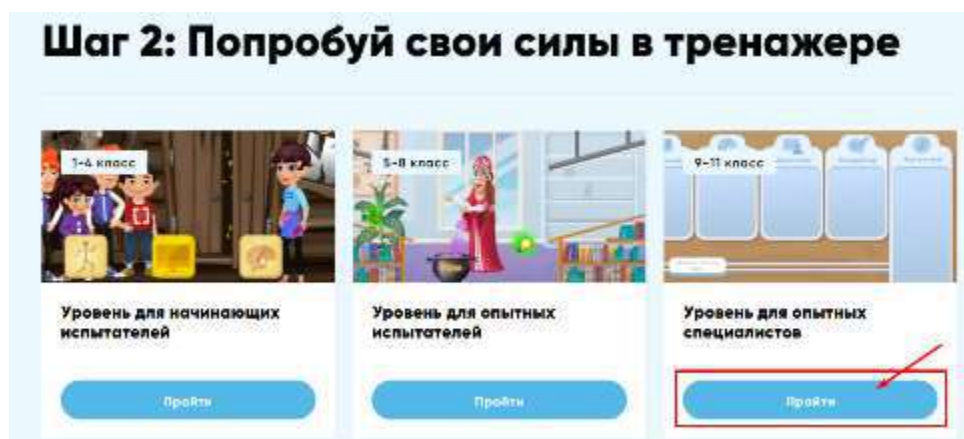 Шаг 2: Попробуй свои силы в тренажере
1-4 класс
5-8 класс
9-11 класс
Уровень для начинающих
испытателей
Уровень для опытных
испытателей
Уровень для опытных
специалистов
Пройти
Пройти
Пройти